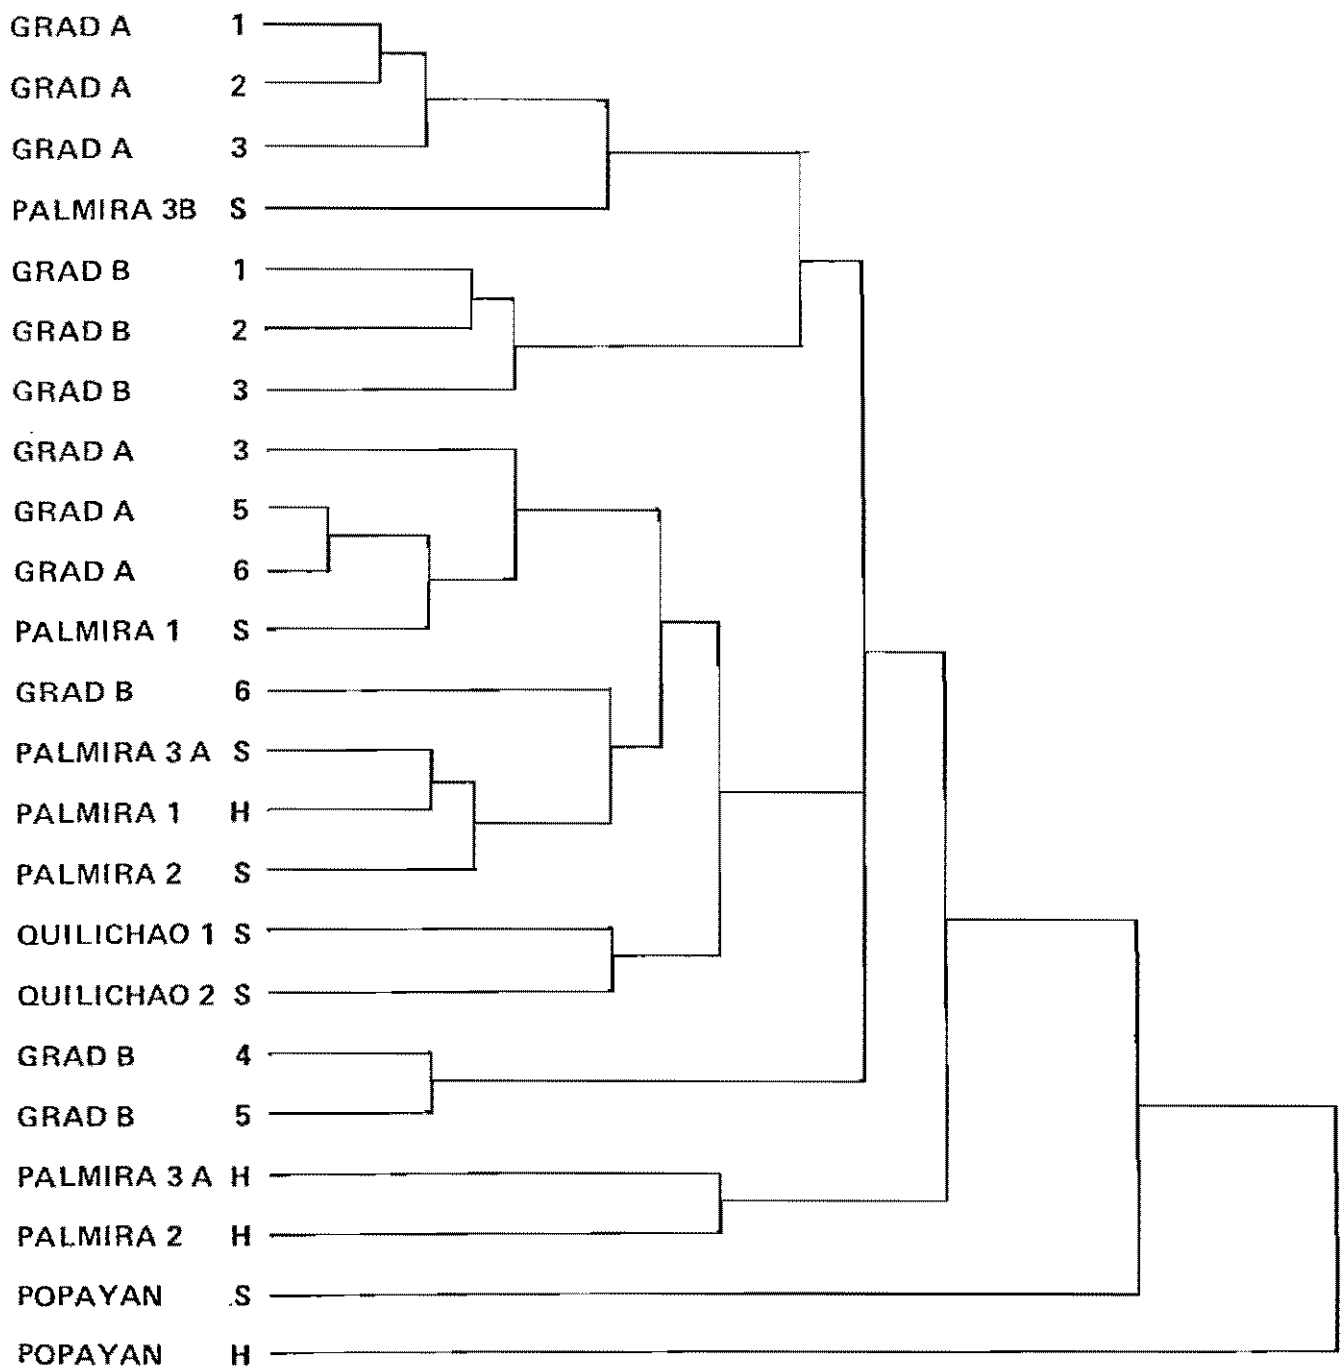 GRAD A 1
GRAD A 2
GRAD A 3
PALMIRA 3B S
GRAD B 1
GRAD B 2
GRAD B 3
GRAD A 3
GRAD A 5
GRAD A 6
PALMIRA 1 S
GRAD B 6
PALMIRA 3 A S
PALMIRA 1 H
PALMIRA 2 S
QUILICHAO 1 S
QUILICHAO 2 S
GRAD B 4
GRAD B 5
PALMIRA 3 A H
PALMIRA 2 H
POPAYAN S
POPAYAN H